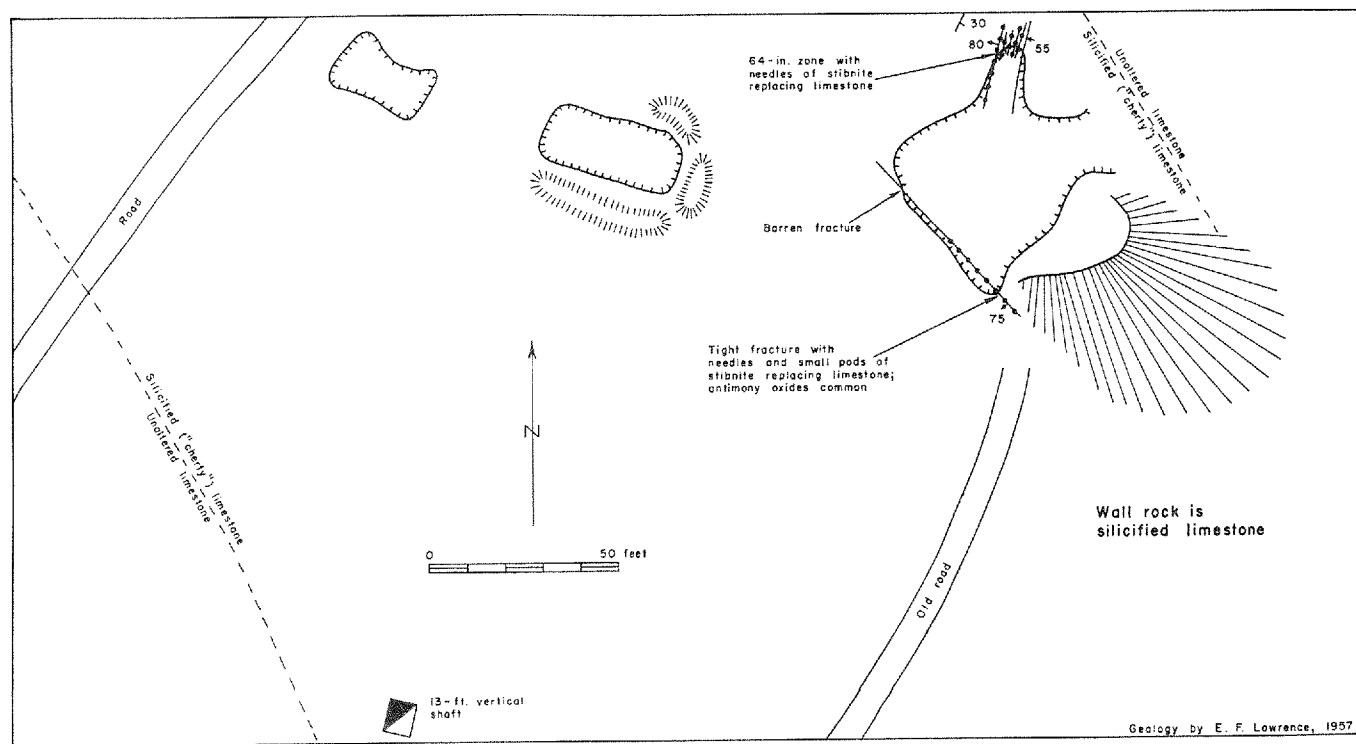 30
80
55
64-in. zone with
needles of stibnite
replacing limestone
Unaltered limestone
Silicified ("cherty") limestone
Road
Barren fracture
75
Tight fracture with
needles and small pods of
stibnite replacing limestone;
antimony oxides common
Silicified ("cherty") limestone
Unaltered limestone
N
0 50 feet
Wall rock is
silicified limestone
Old road
13-ft. vertical
shaft
Geology by E. F. Lawrence, 1957